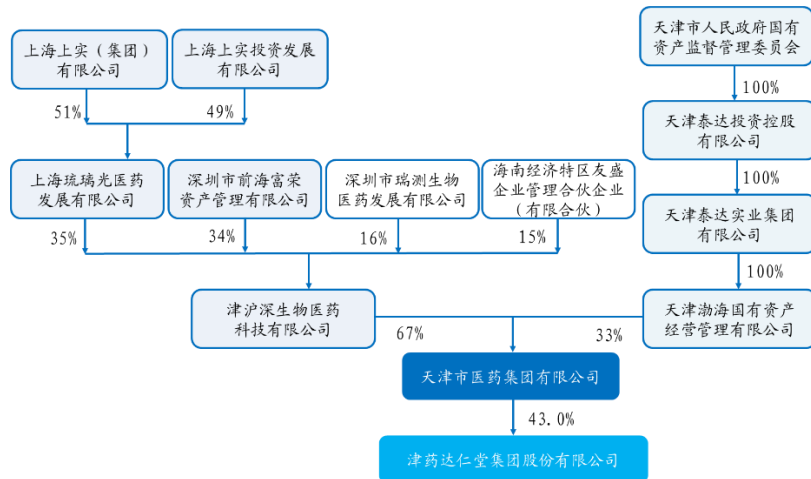 上海上实（集团）
有限公司
上海上实投资发展
有限公司
天津市人民政府国有
资产监督管理委员会
51%
49%
100%
天津泰达投资控股
有限公司
100%
上海琉璃光医药
发展有限公司
深圳市前海富荣
资产管理有限公司
深圳市瑞测生物
医药发展有限公司
海南经济特区友盛
企业管理合伙企业
（有限合伙）
天津泰达实业集团
有限公司
35%
34%
16%
15%
100%
津沪深生物医药
科技有限公司
天津渤海国有资产
经营管理有限公司
67%
33%
天津市医药集团有限公司
43.0%
津药达仁堂集团股份有限公司